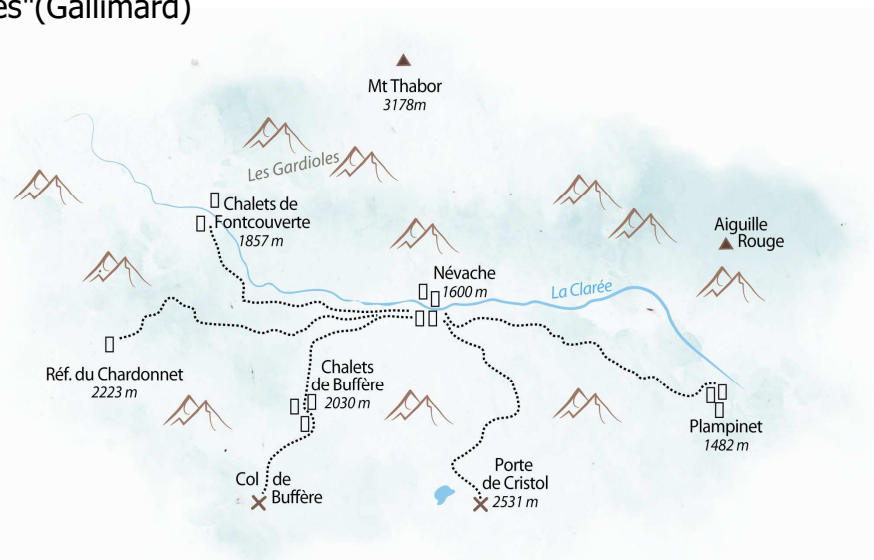 es"(Gallimard)
Mt Thabor
3178m
Les Gardioles
Chalets de
Fontcouverte
1857 m
Aiguille
Rouge
Névache
1600 m
La Clarée
Réf. du Chardonnet
2223 m
Chalets
de Buffère
2030 m
Plampinet
1482 m
Col de
Buffère
Porte
de Cristol
2531 m